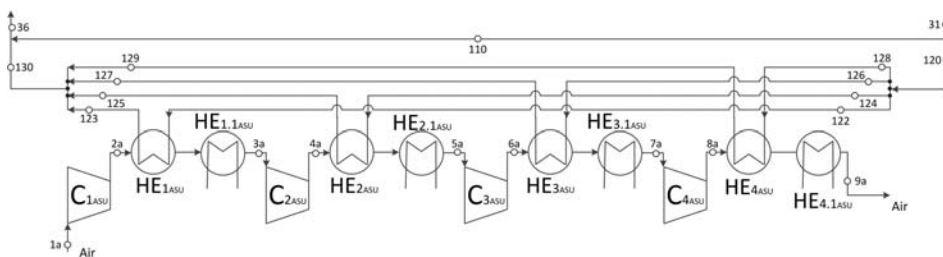 36
31
110
130
129
128
120
127
126
125
124
123
122
2a
HE1.1ASU
3a
4a
HE2.1ASU
5a
6a
HE3.1ASU
7a
8a
C1ASU
HE1ASU
C2ASU
HE2ASU
C3ASU
HE3ASU
C4ASU
HE4ASU
HE4.1ASU
9a
1a
Air
Air